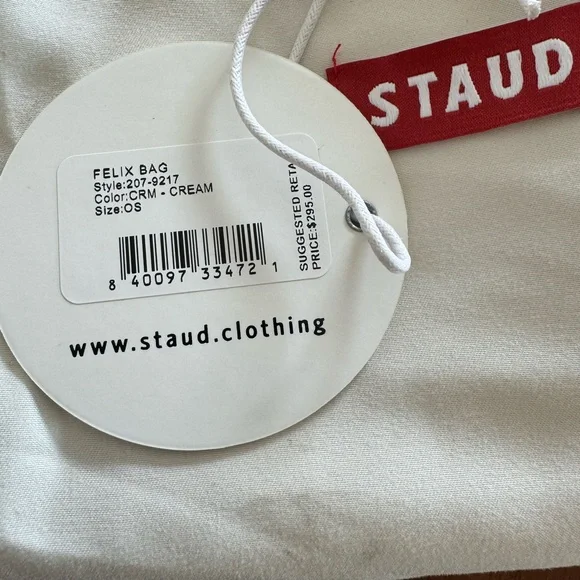 STAUD
FELIX BAG
Style:207-9217
Color:CRM - CREAM
Size:OS
8 40097 33472 1
SUGGESTED RETA
PRICE:$295.00
www.staud.clothing